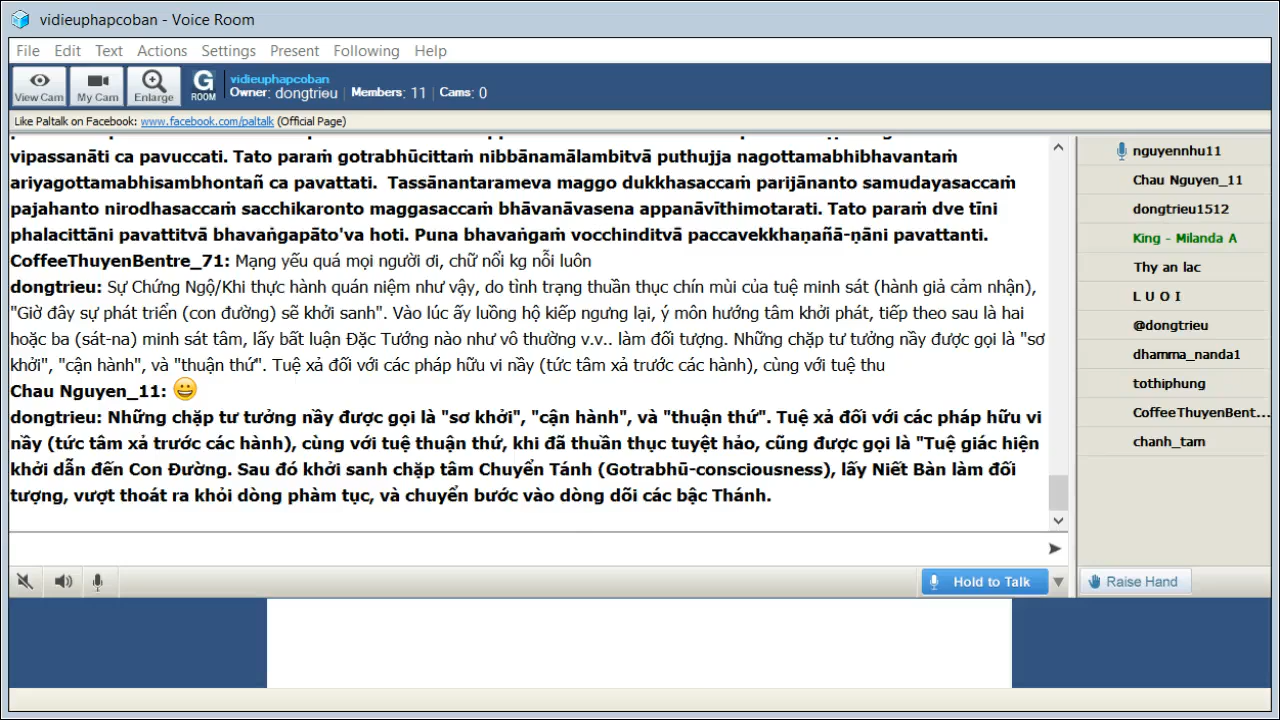 vidieuphapcoban - Voice Room
File Edit Text Actions Settings Present Following Help
View Cam My Cam Enlarge G ROOM
vidieuphapcoban
Owner: dongtrieu | Members: 11 | Cams: 0
Like Paltalk on Facebook: www.facebook.com/paltalk (Official Page)
vipassanāti ca pavuccati. Tato paraṁ gotrabhūcittaṁ nibbānamālambitvā puthujja nagottamabhibhavantaṁ
ariyagottamabhisambhontañ ca pavattati. Tassānantarameva maggo dukkhasaccaṁ parijānanto samudayasaccaṁ
pajahanto nirodhasaccaṁ sacchikaronto maggasaccaṁ bhāvanāvasena appanāvīthimotarati. Tato paraṁ dve tīni
phalacittāni pavattitvā bhavaṅgapāto'va hoti. Puna bhavaṅgaṁ vocchinditvā paccavekkhaṇañā-ṇāni pavattanti.
CoffeeThuyenBentre_71: Mạng yếu quá mọi người ơi, chữ nổi kg nỗi luôn
dongtrieu: Sự Chứng Ngộ/Khi thực hành quán niệm như vậy, do tình trạng thuần thục chín mùi của tuệ minh sát (hành giả cảm nhận),
"Giờ đây sự phát triển (con đường) sẽ khởi sanh". Vào lúc ấy luồng hộ kiếp ngưng lại, ý môn hướng tâm khởi phát, tiếp theo sau là hai
hoặc ba (sát-na) minh sát tâm, lấy bất luận Đặc Tướng nào như vô thường v.v.. làm đối tượng. Những chặp tư tưởng nầy được gọi là "sơ
khởi", "cận hành", và "thuận thứ". Tuệ xả đối với các pháp hữu vi nầy (tức tâm xả trước các hành), cùng với tuệ thu
Chau Nguyen_11:
dongtrieu: Những chặp tư tưởng nầy được gọi là "sơ khởi", "cận hành", và "thuận thứ". Tuệ xả đối với các pháp hữu vi
nầy (tức tâm xả trước các hành), cùng với tuệ thuận thứ, khi đã thuần thục tuyệt hảo, cũng được gọi là "Tuệ giác hiện
khởi dẫn đến Con Đường. Sau đó khởi sanh chặp tâm Chuyển Tánh (Gotrabhū-consciousness), lấy Niết Bàn làm đối
tượng, vượt thoát ra khỏi dòng phàm tục, và chuyển bước vào dòng dõi các bậc Thánh.
nguyennhu11
Chau Nguyen_11
dongtrieu1512
King - Milanda A
Thy an lac
L U O I
@dongtrieu
dhamma_nanda1
tothiphung
CoffeeThuyenBent...
chanh_tam
Hold to Talk
Raise Hand